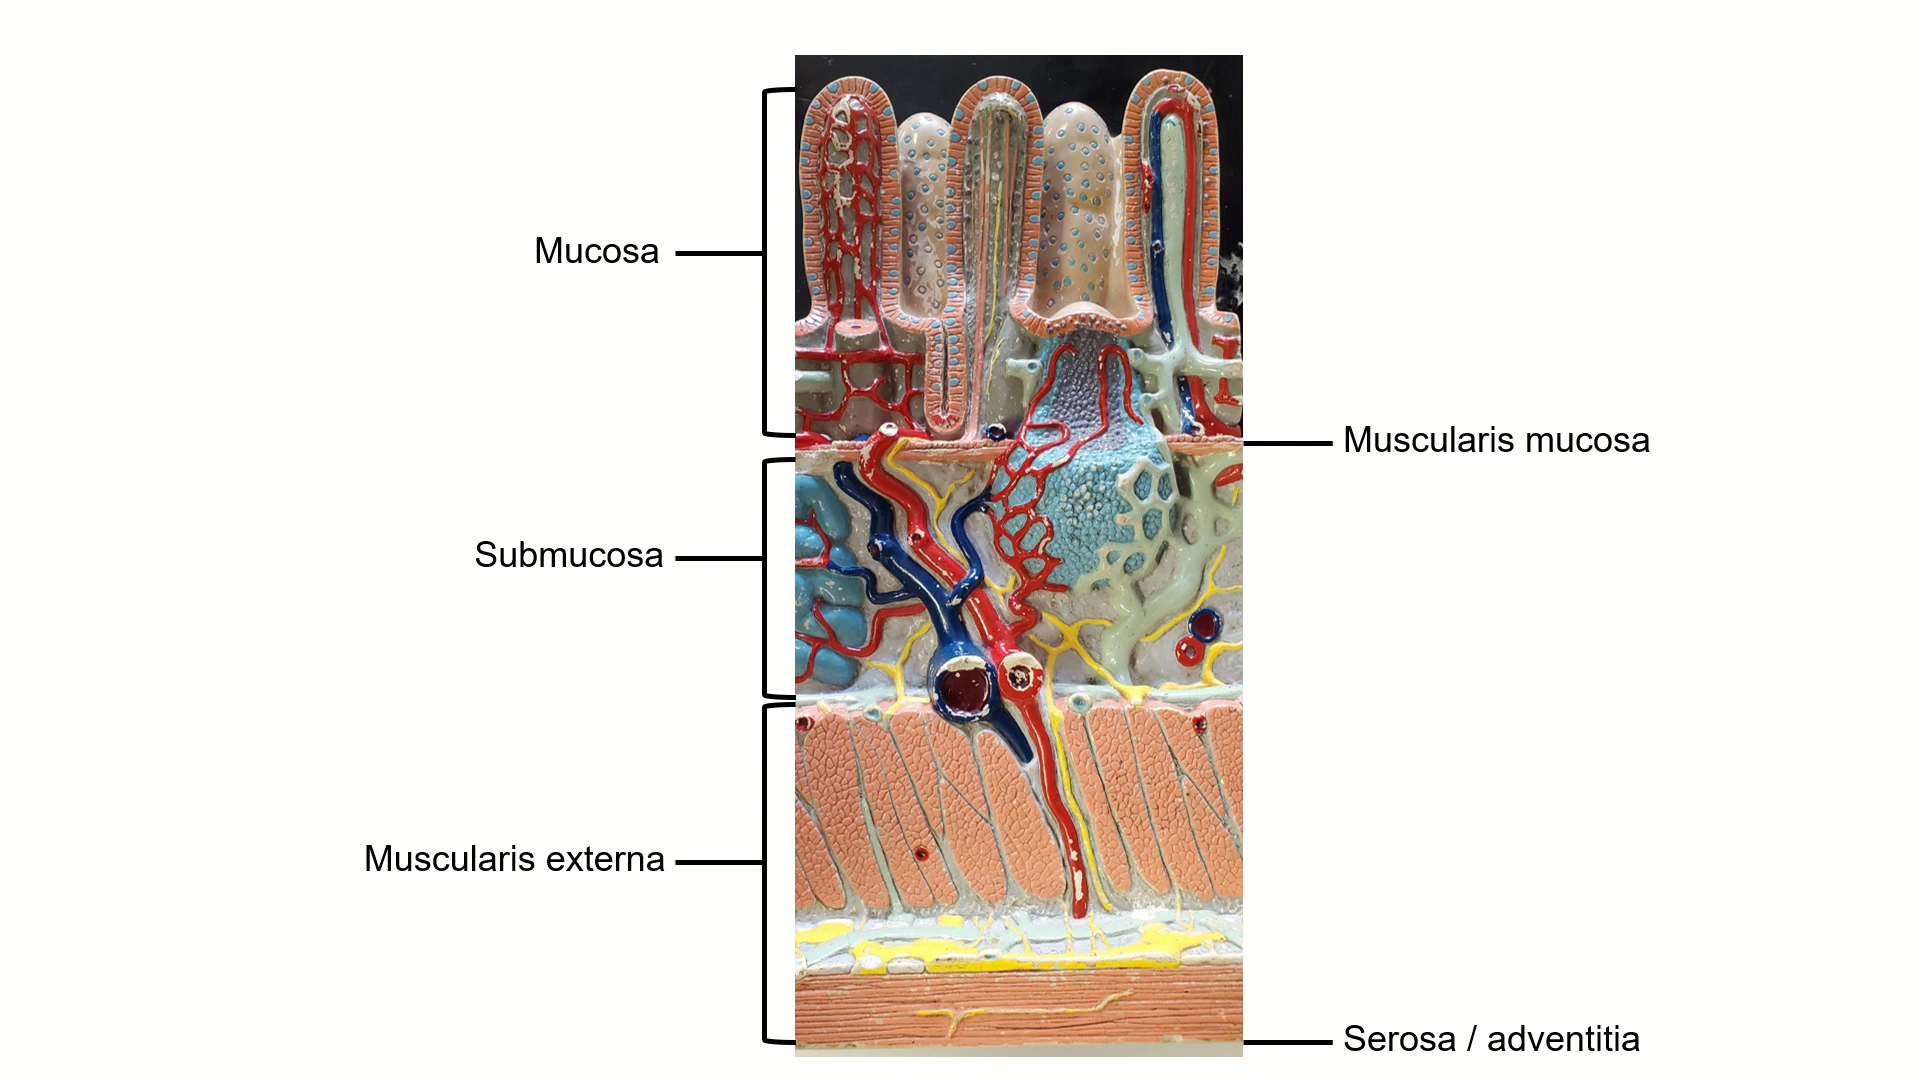 Mucosa
Muscularis mucosa
Submucosa
Muscularis externa
Serosa / adventitia